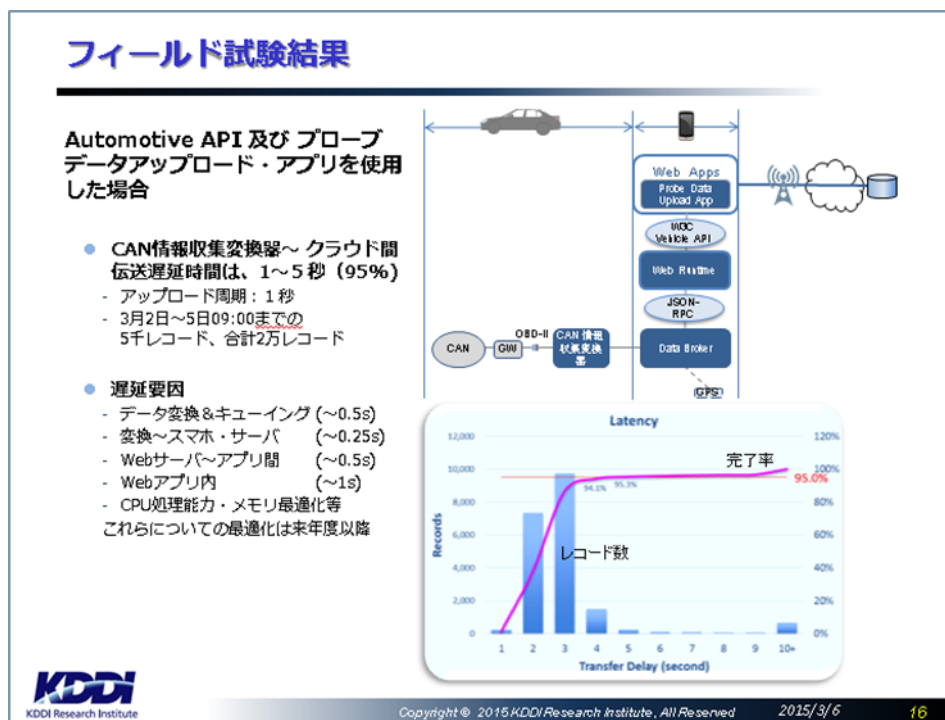 フィールド試験結果
Automotive API 及び プローブ
データアップロード・アプリを使用
した場合
CAN情報収集変換器～ クラウド間
伝送遅延時間は、1～５秒（95%）
- アップロード周期：１秒
- 3月2日～5日09:00までの
5千レコード、合計2万レコード
遅延要因
- データ変換＆キューイング (～0.5s)
- 変換～スマホ・サーバ (～0.25s)
- Webサーバ～アプリ間 (～0.5s)
- Webアプリ内 (～1s)
- CPU処理能力・メモリ最適化等
これらについての最適化は来年度以降
Web Apps
Probe Data
Upload App
W3C
Vehicle API
Web Runtime
JSON-
RPC
CAN
GW
OBD-II
CAN 情報
収集変換
器
Data Broker
GPS
Latency
12,000
10,000
8,000
6,000
4,000
2,000
0
Records
120%
100%
80%
60%
40%
20%
0%
完了率
95.0%
94.1%
95.3%
レコード数
1 2 3 4 5 6 7 8 9 10+
Transfer Delay (second)
KDDI
KDDI Research Institute
Copyright © 2015 KDDI Research Institute, All Reserved
2015/3/6
16